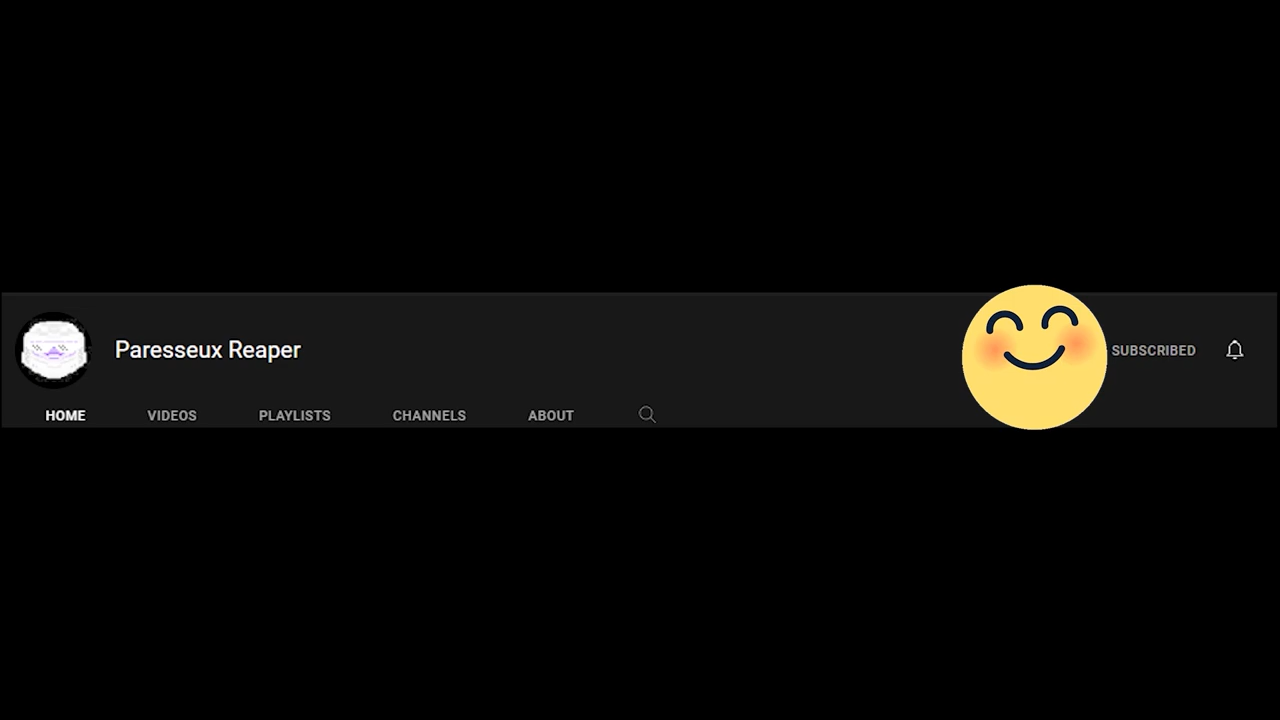 Paresseux Reaper
SUBSCRIBED
HOME VIDEOS PLAYLISTS CHANNELS ABOUT